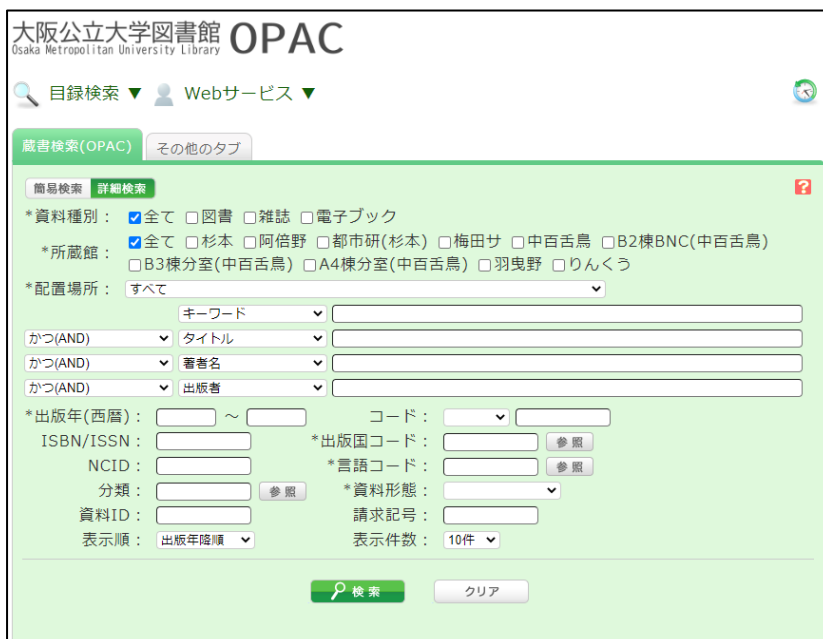 大阪公立大学図書館 OPAC
Osaka Metropolitan University Library
目録検索 ▼ Webサービス ▼
蔵書検索(OPAC) その他のタブ
簡易検索 詳細検索 ?
*資料種別： 全て 図書 雑誌 電子ブック
*所蔵館： 全て 杉本 阿倍野 都市研(杉本) 梅田サ 中百舌鳥 B2棟BNC(中百舌鳥)
B3棟分室(中百舌鳥) A4棟分室(中百舌鳥) 羽曳野 りんくう
*配置場所： すべて
キーワード
かつ(AND) タイトル
かつ(AND) 著者名
かつ(AND) 出版者
*出版年(西暦)： ～ コード：
ISBN/ISSN： *出版国コード： 参照
NCID： *言語コード： 参照
分類： 参照 *資料形態：
資料ID： 請求記号：
表示順： 出版年降順 表示件数： 10件
検索 クリア